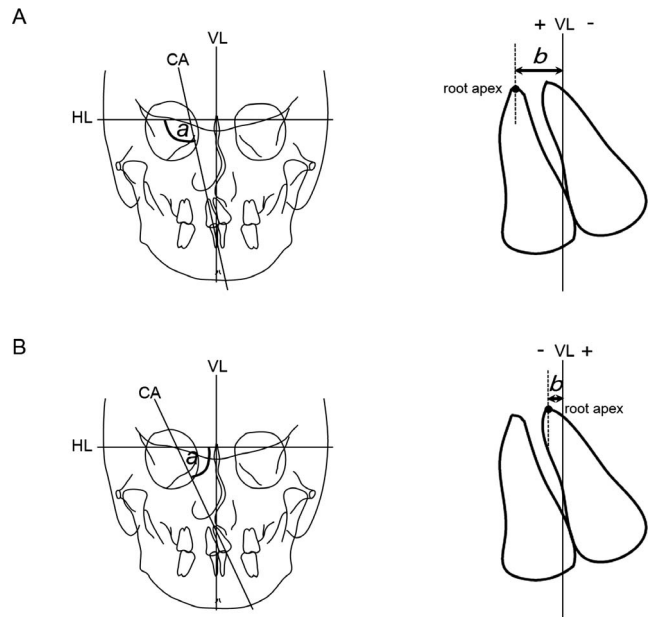 A
VL
CA
HL
a
+ VL -
b
root apex
B
VL
CA
HL
a
- VL +
b
root apex